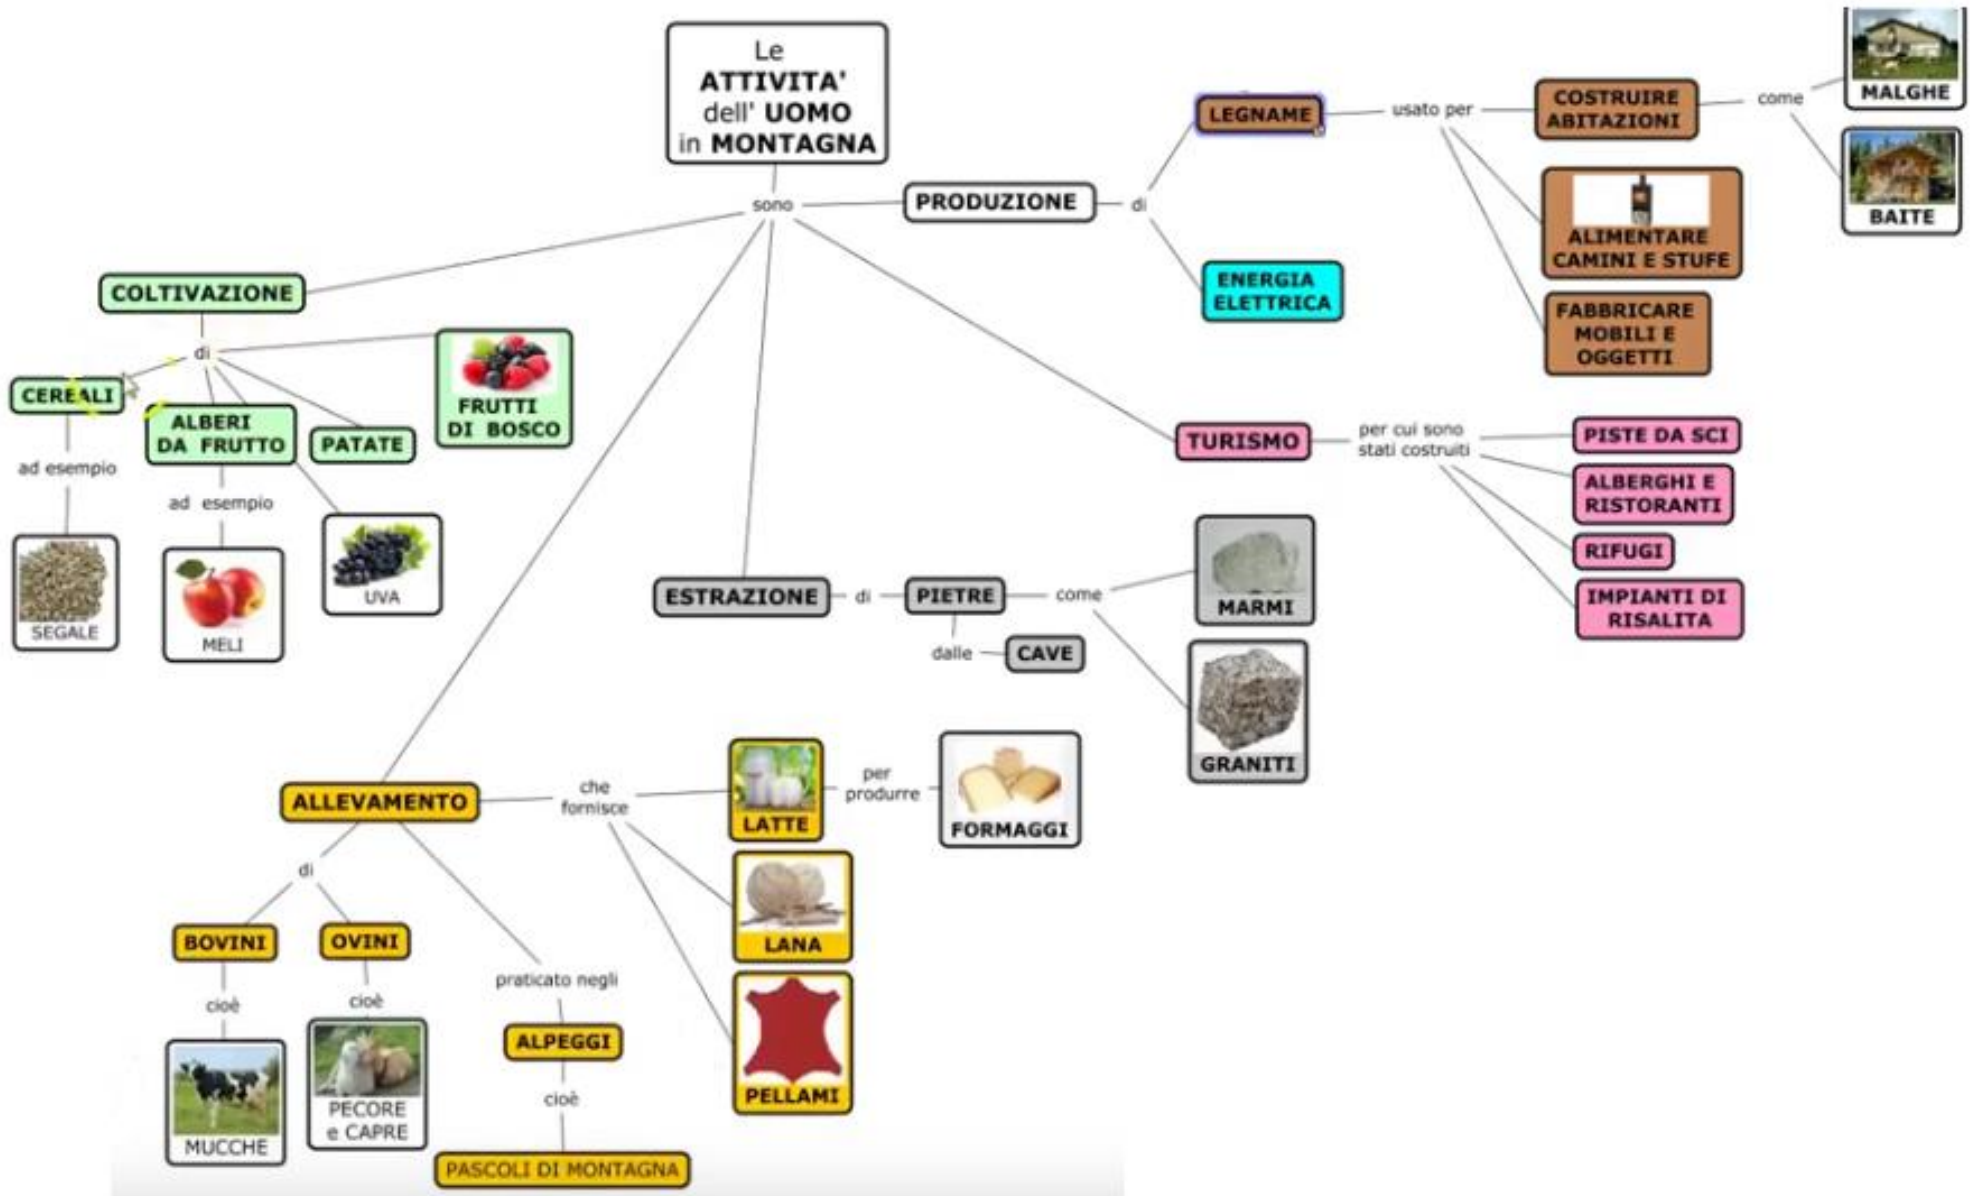 Le
ATTIVITA'
dell' UOMO
in MONTAGNA
sono
PRODUZIONE
di
LEGNAME
usato per
COSTRUIRE
ABITAZIONI
come
MALGHE
BAITE
ALIMENTARE
CAMINI E STUFE
FABBRICARE
MOBILI E
OGGETTI
ENERGIA
ELETTRICA
COLTIVAZIONE
di
CEREALI
ad esempio
SEGALE
ALBERI
DA FRUTTO
ad esempio
MELI
UVA
PATATE
FRUTTI
DI BOSCO
TURISMO
per cui sono
stati costruiti
PISTE DA SCI
ALBERGHI E
RISTORANTI
RIFUGI
IMPIANTI DI
RISALITA
ESTRAZIONE
di
PIETRE
come
MARMI
GRANITI
dalle
CAVE
ALLEVAMENTO
che
fornisce
LATTE
per
produrre
FORMAGGI
LANA
PELLAMI
di
BOVINI
cioè
MUCCHE
OVINI
cioè
PECORE
e CAPRE
praticato negli
ALPEGGI
cioè
PASCOLI DI MONTAGNA